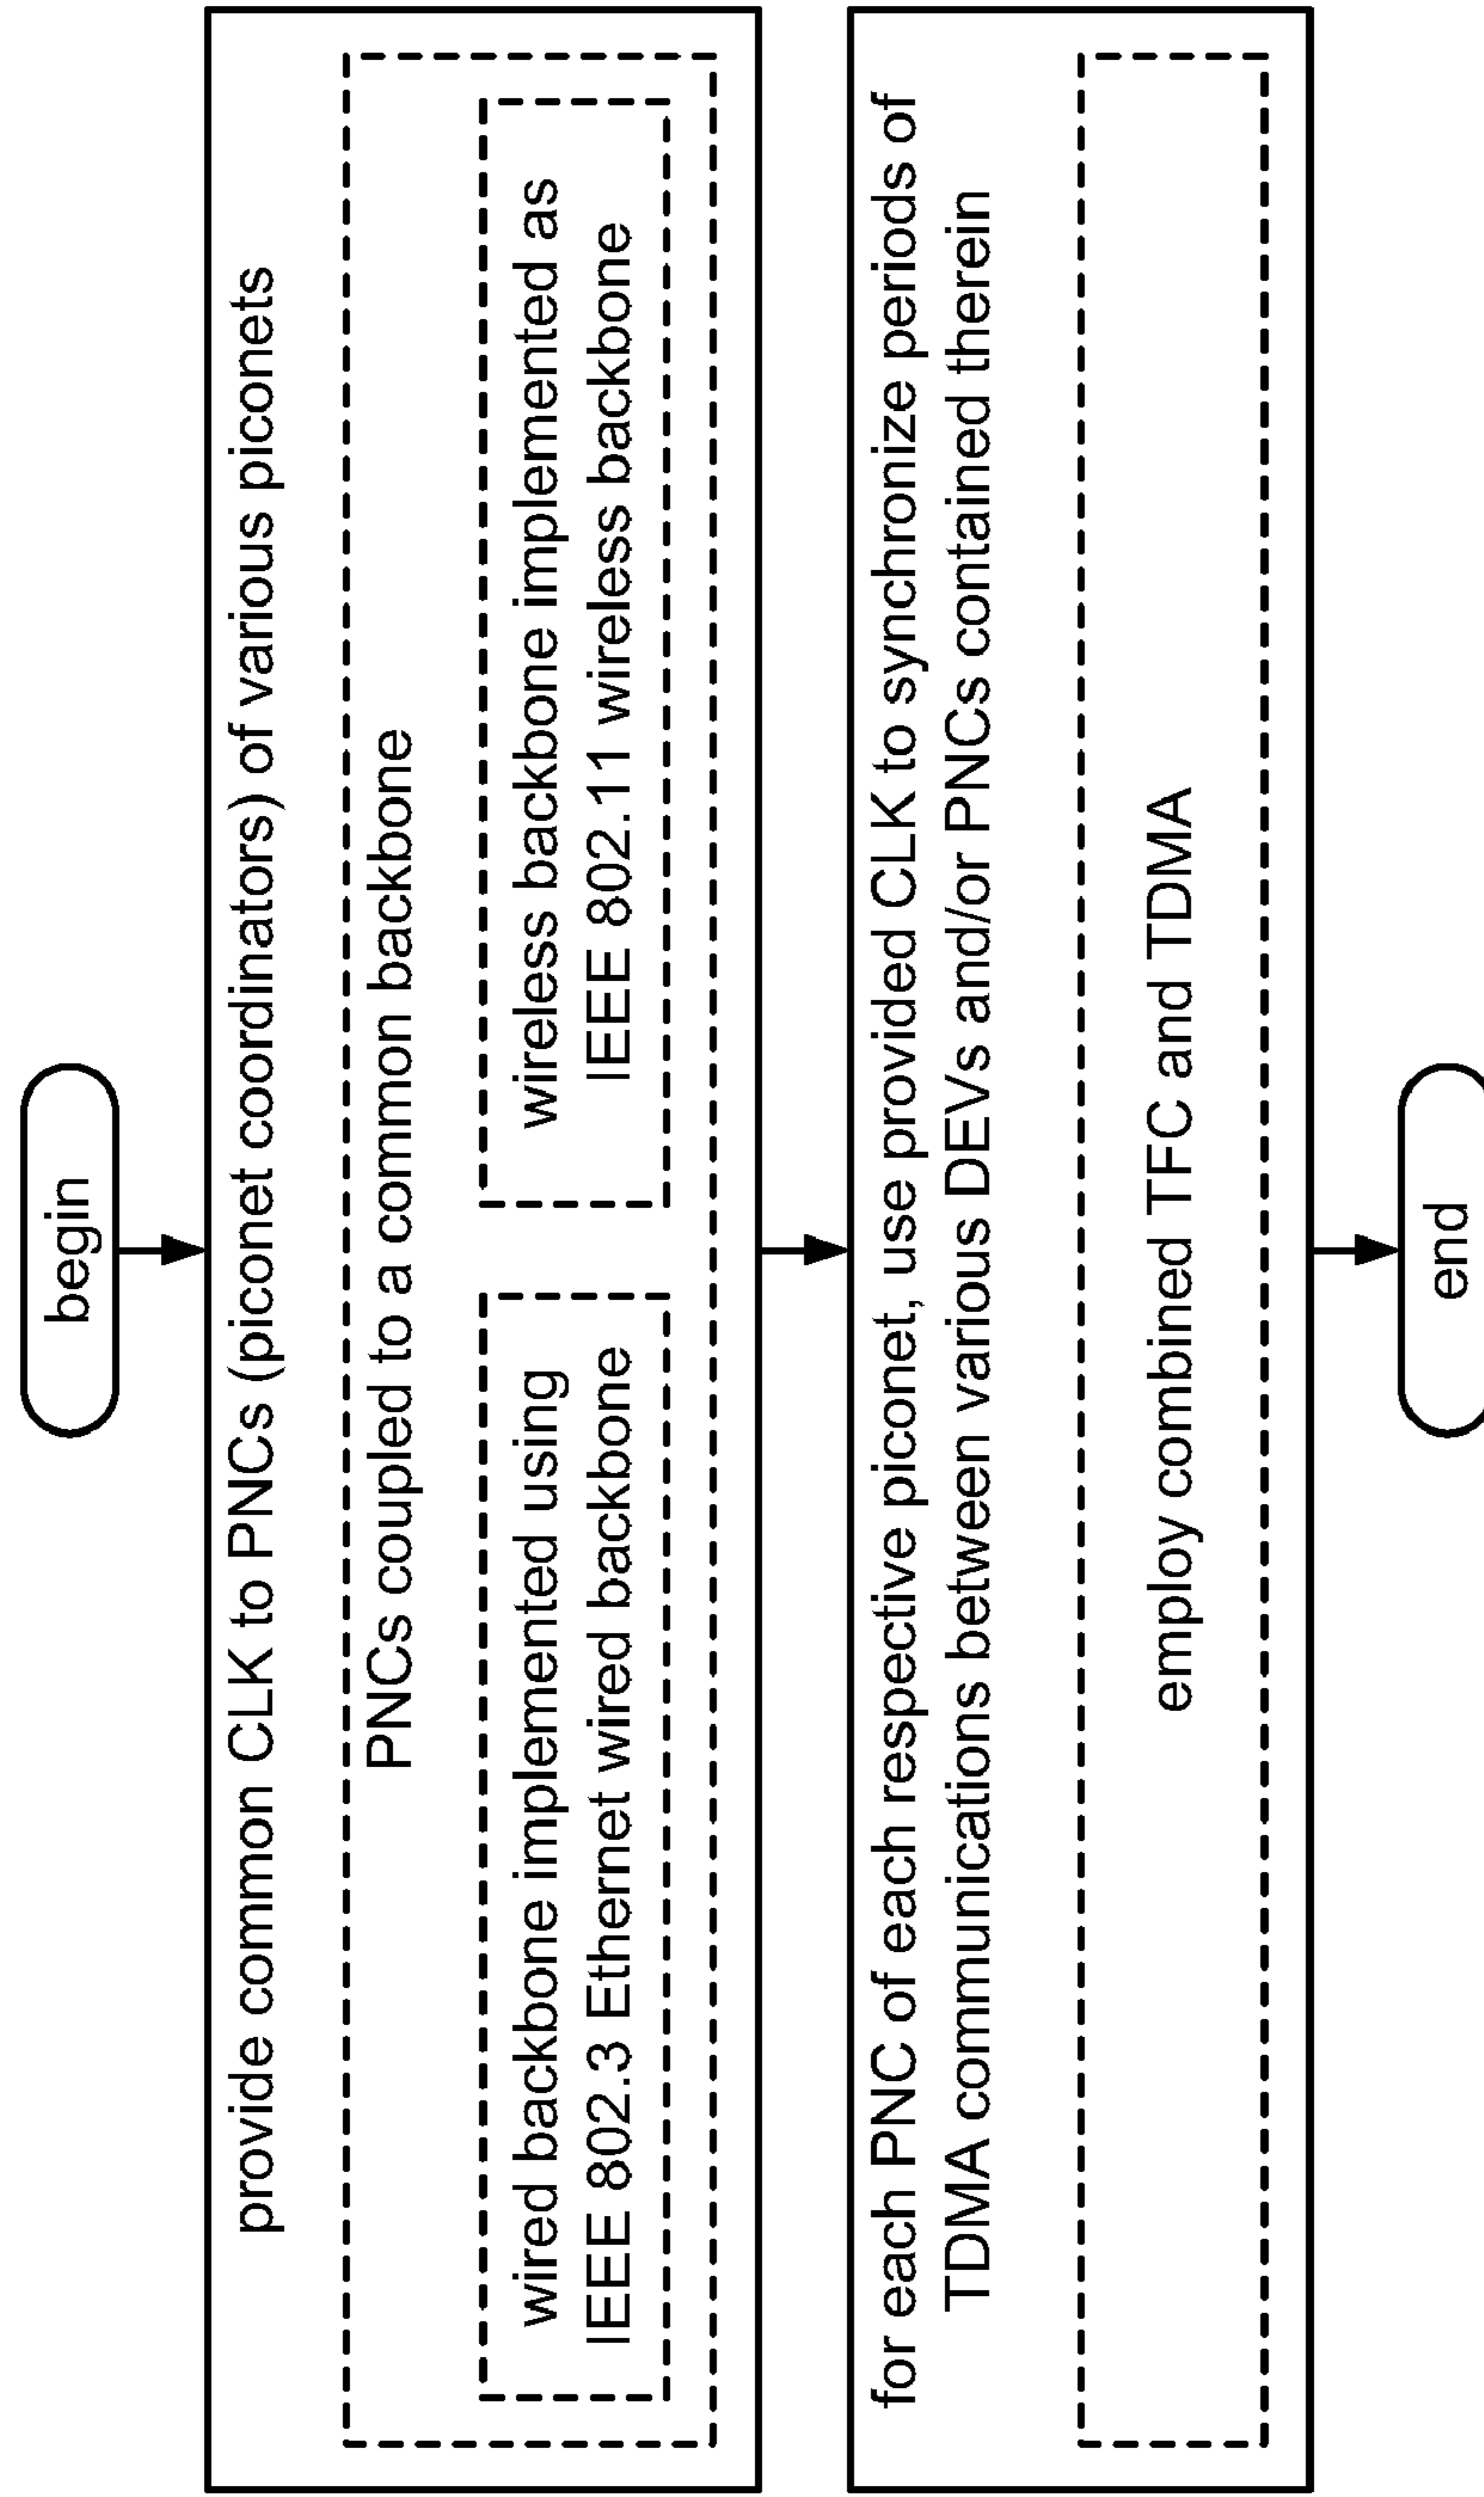 begin
provide common CLK to PNCs (piconet coordinators) of various piconets
PNCs coupled to a common backbone
wired backbone implemented using
IEEE 802.3 Ethernet wired backbone
wireless backbone implemented as
IEEE 802.11 wireless backbone
for each PNC of each respective piconet, use provided CLK to synchronize periods of
TDMA communications between various DEVs and/or PNCs contained therein
employ combined TFC and TDMA
end